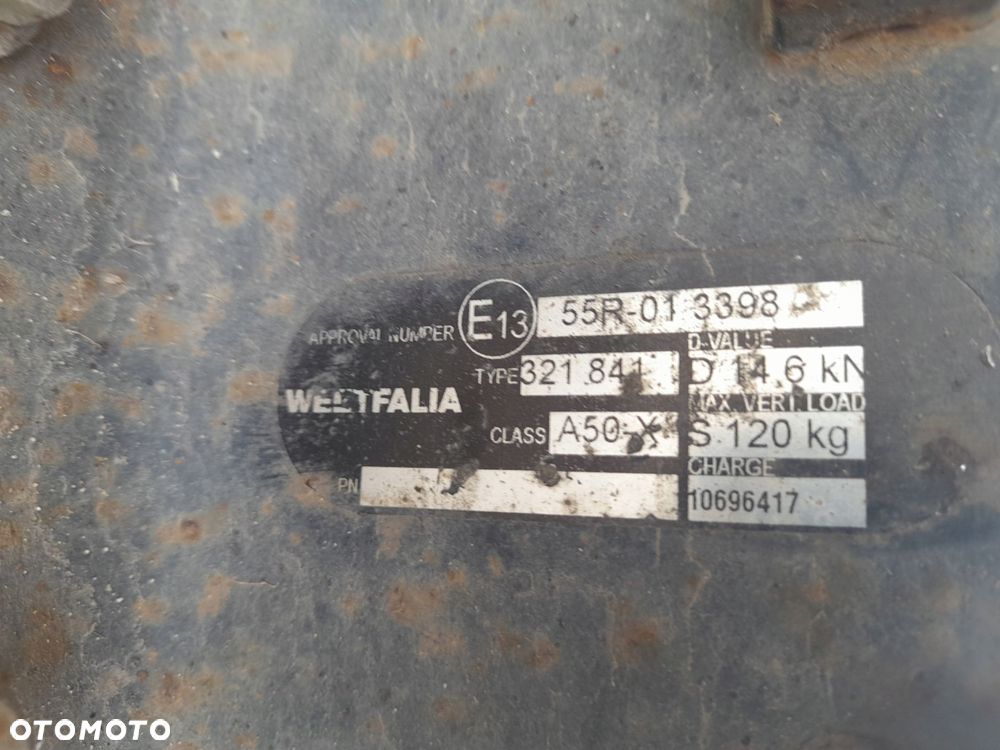 APPROVAL NUMBER E13 55R-01 3398
D VALUE
TYPE 321 841 D 14.6 kN
WESTFALIA MAX. VERT. LOAD
CLASS A50-X S 120 kg
CHARGE
PN 10696417
OTOMOTO